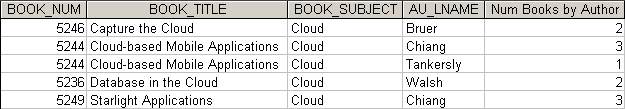 BOOK_NUM BOOK_TITLE BOOK_SUBJECT AU_LNAME Num Books by Author
5246 Capture the Cloud Cloud Bruer 2
5244 Cloud-based Mobile Applications Cloud Chiang 3
5244 Cloud-based Mobile Applications Cloud Tankersly 1
5236 Database in the Cloud Cloud Walsh 2
5249 Starlight Applications Cloud Chiang 3